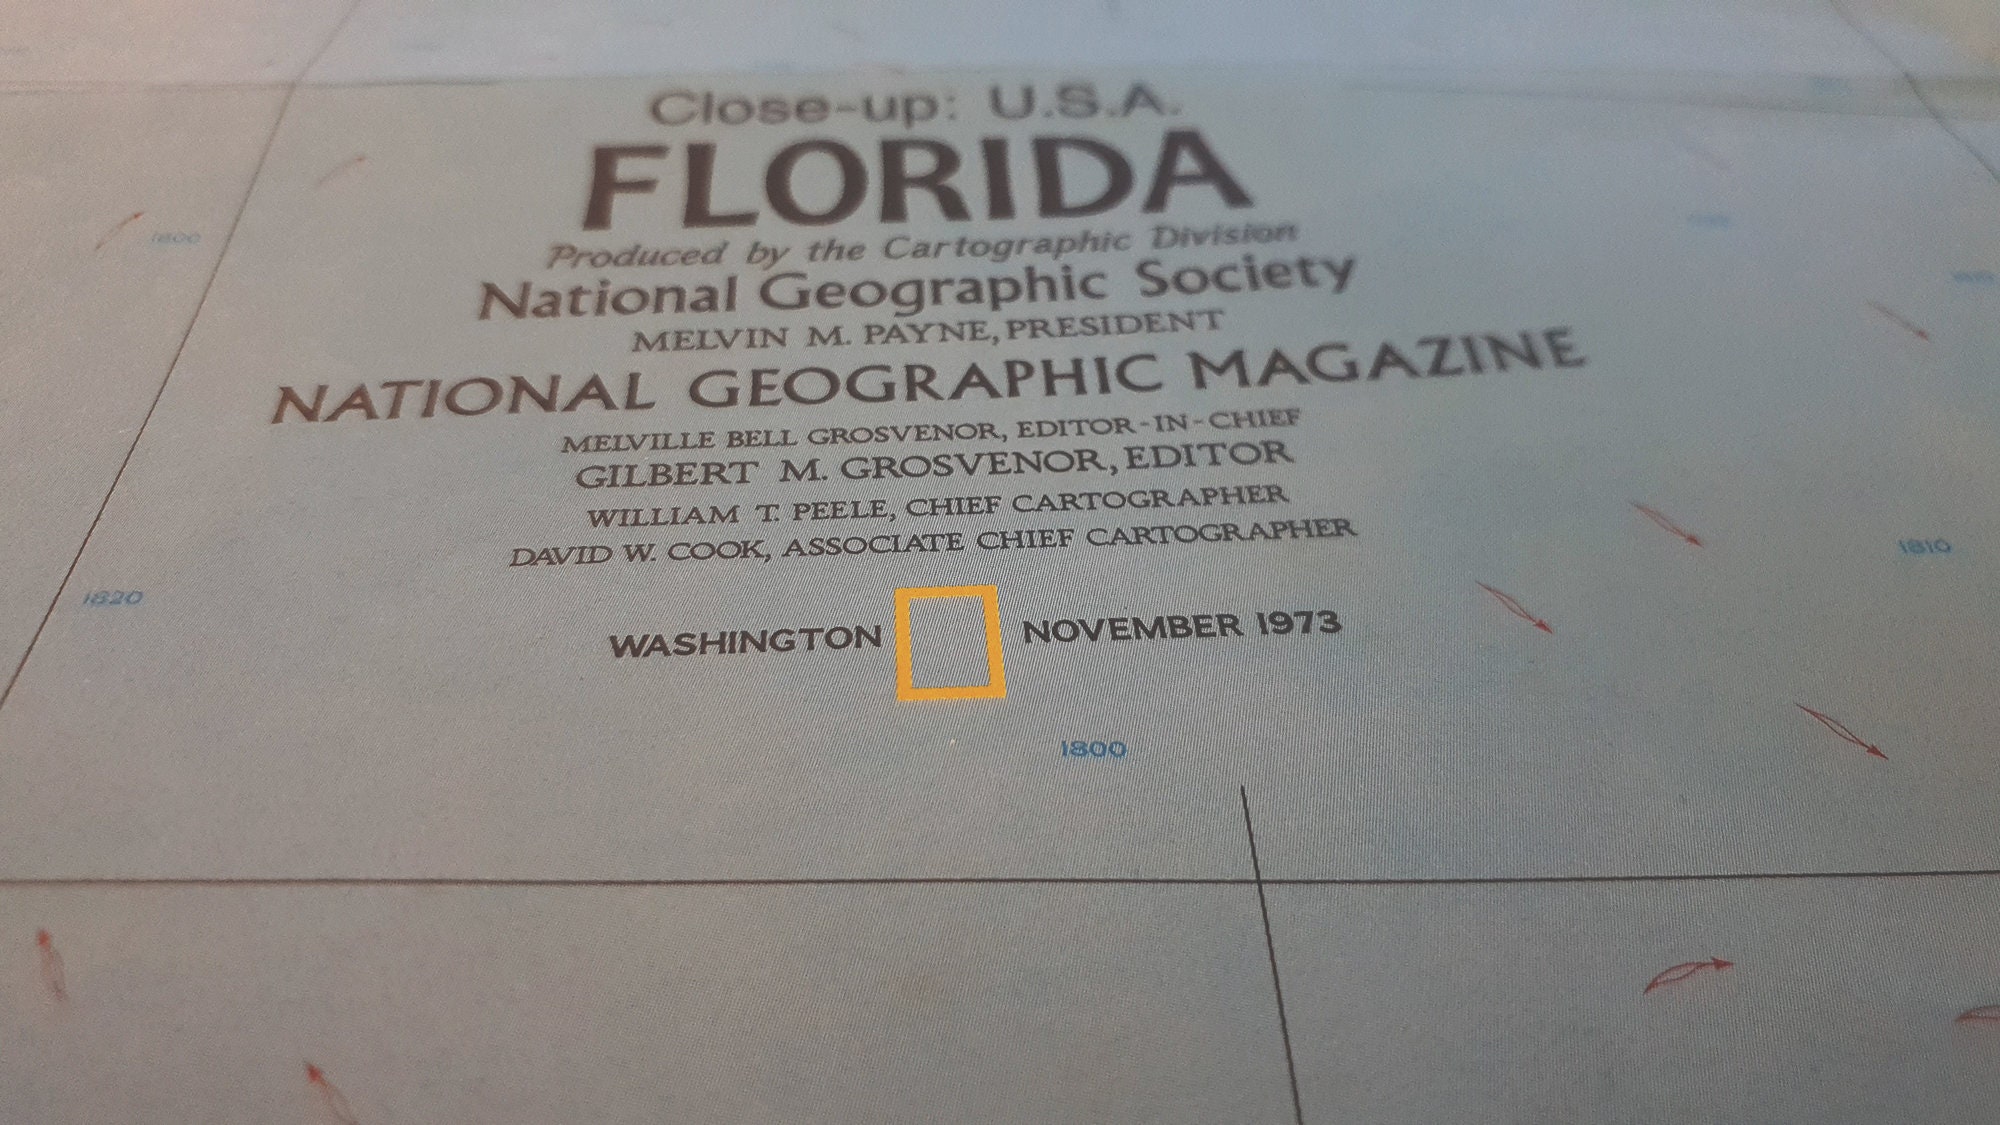 Close-up: U.S.A.
FLORIDA
Produced by the Cartographic Division
National Geographic Society
MELVIN M. PAYNE, PRESIDENT
NATIONAL GEOGRAPHIC MAGAZINE
MELVILLE BELL GROSVENOR, EDITOR-IN-CHIEF
GILBERT M. GROSVENOR, EDITOR
WILLIAM T. PEELE, CHIEF CARTOGRAPHER
DAVID W. COOK, ASSOCIATE CHIEF CARTOGRAPHER
WASHINGTON NOVEMBER 1973
1800
1810
1820
1800